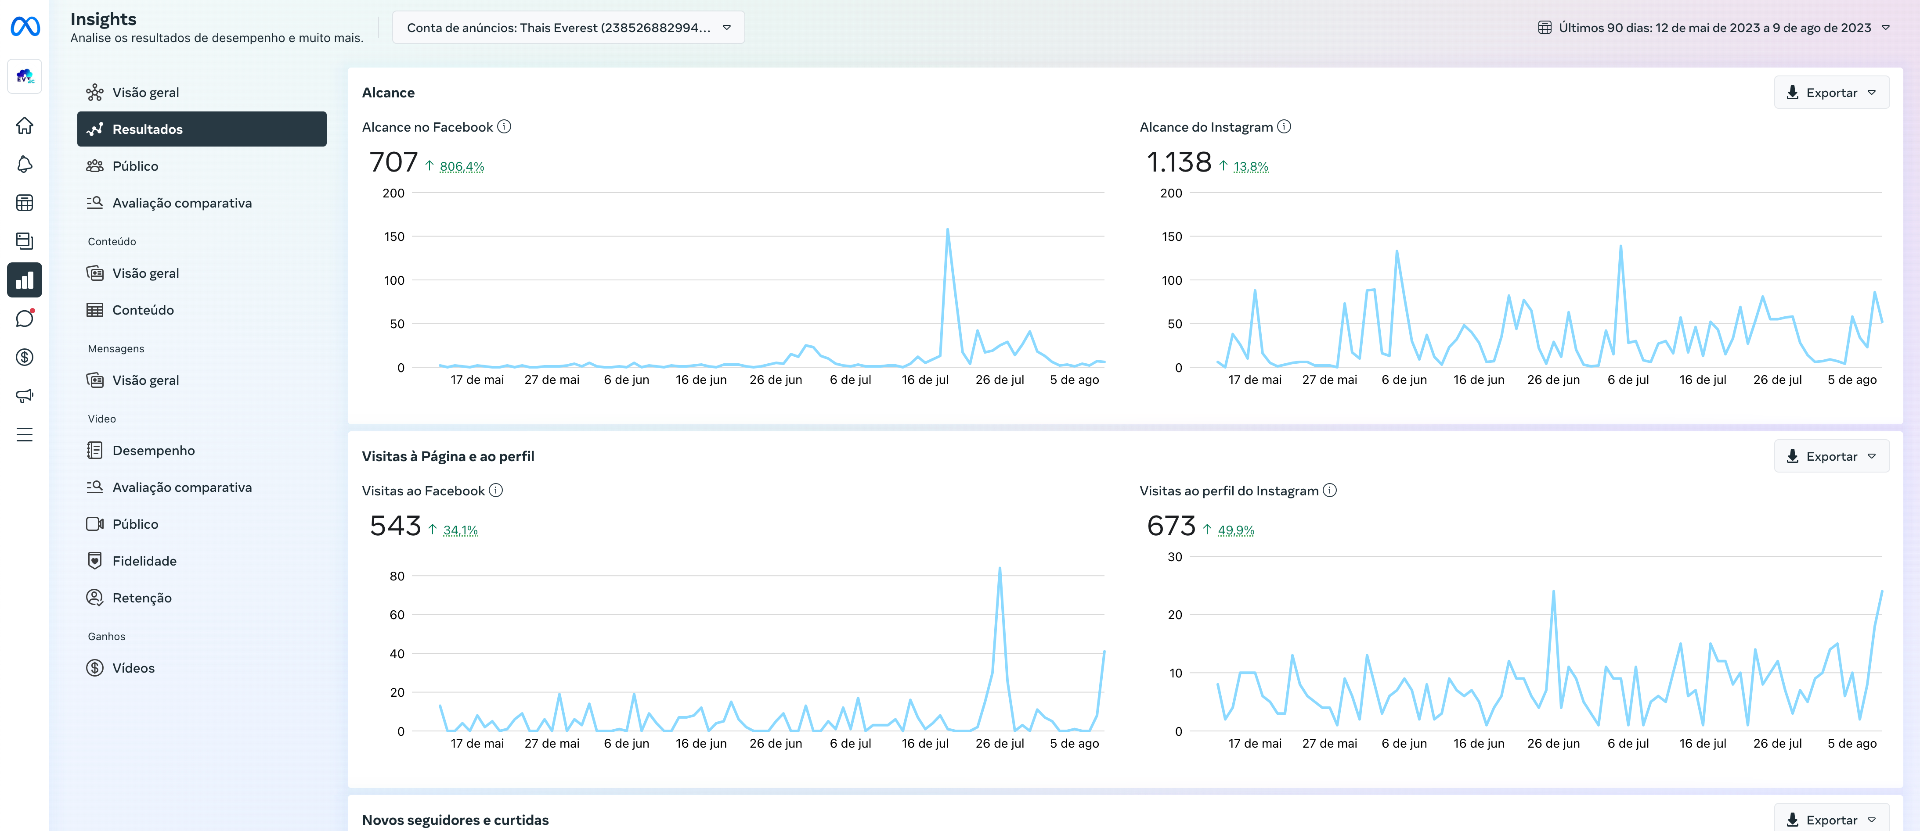 Insights
Analise os resultados de desempenho e muito mais.
Conta de anúncios: Thais Everest (238526882994...
Últimos 90 dias: 12 de mai de 2023 a 9 de ago de 2023
Visão geral
Resultados
Público
Avaliação comparativa
Conteúdo
Visão geral
Conteúdo
Mensagens
Visão geral
Vídeo
Desempenho
Avaliação comparativa
Público
Fidelidade
Retenção
Ganhos
Vídeos
Alcance
Exportar
Alcance no Facebook
707 ↑ 806,4%
200
150
100
50
0
17 de mai 27 de mai 6 de jun 16 de jun 26 de jun 6 de jul 16 de jul 26 de jul 5 de ago
Alcance do Instagram
1.138 ↑ 13,8%
200
150
100
50
0
17 de mai 27 de mai 6 de jun 16 de jun 26 de jun 6 de jul 16 de jul 26 de jul 5 de ago
Visitas à Página e ao perfil
Exportar
Visitas ao Facebook
543 ↑ 34,1%
80
60
40
20
0
17 de mai 27 de mai 6 de jun 16 de jun 26 de jun 6 de jul 16 de jul 26 de jul 5 de ago
Visitas ao perfil do Instagram
673 ↑ 49,9%
30
20
10
0
17 de mai 27 de mai 6 de jun 16 de jun 26 de jun 6 de jul 16 de jul 26 de jul 5 de ago
Novos seguidores e curtidas
Exportar